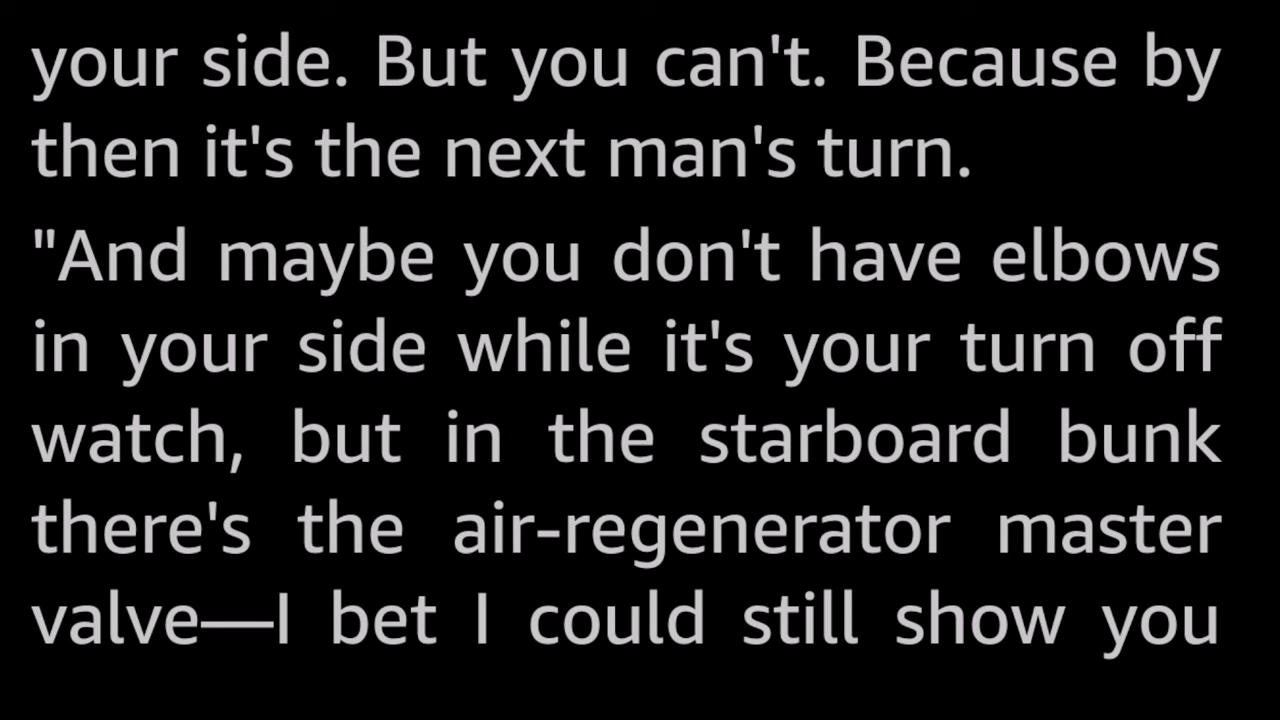 your side. But you can't. Because by
then it's the next man's turn.
"And maybe you don't have elbows
in your side while it's your turn off
watch, but in the starboard bunk
there's the air-regenerator master
valve—I bet I could still show you